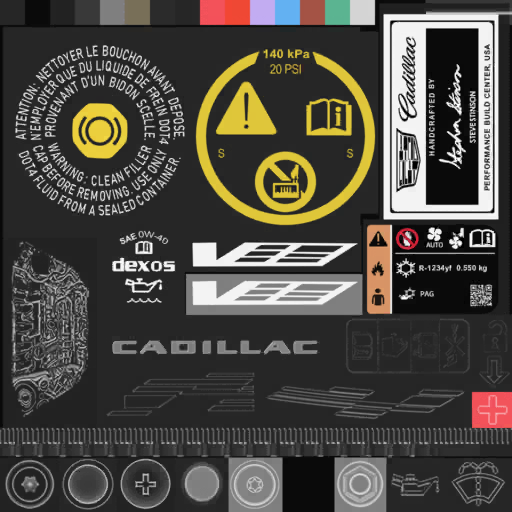 ATTENTION: NETTOYER LE BOUCHON AVANT DEPOSE,
N'EMPLOYER QUE DU LIQUIDE DE FREIN DOT4
PROVENANT D'UN BIDON SCELLE
WARNING: CLEAN FILLER
CAP BEFORE REMOVING. USE ONLY
DOT4 FLUID FROM A SEALED CONTAINER.
140 kPa
20 PSI
S
S
Cadillac
HANDCRAFTED BY
STEVE STINSON
PERFORMANCE BUILD CENTER, USA
SAE 0W-40
dexos
AUTO
R-1234yf 0.550 kg
PAG
CADILLAC